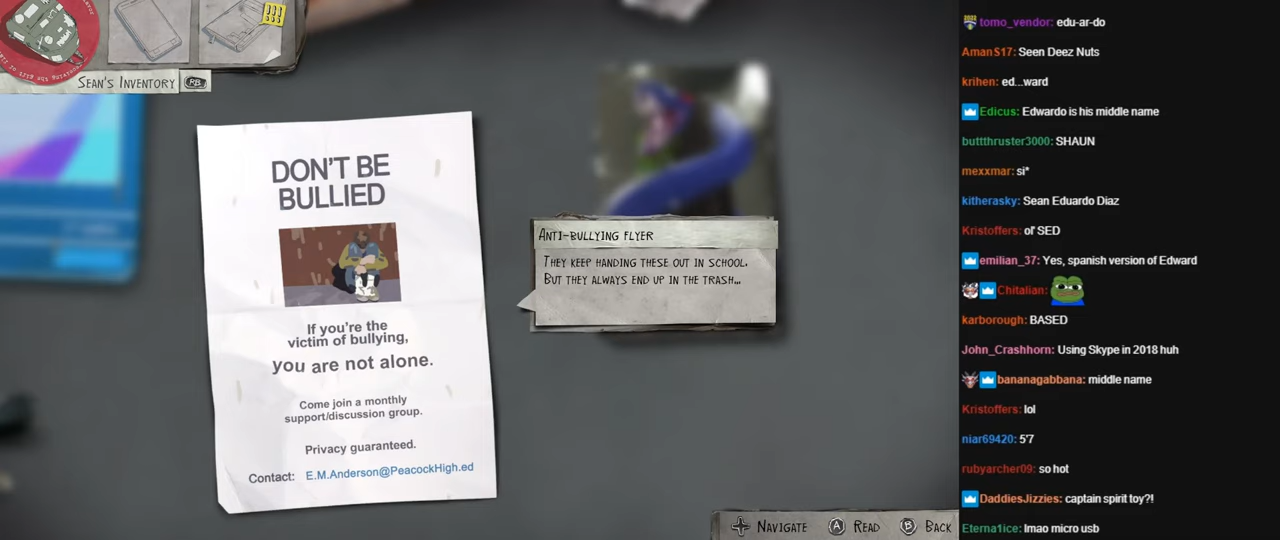 SEAN'S INVENTORY RB
DON'T BE
BULLIED
If you're the
victim of bullying,
you are not alone.
Come join a monthly
support/discussion group.
Privacy guaranteed.
Contact: E.M.Anderson@PeacockHigh.ed
ANTI-BULLYING FLYER
THEY KEEP HANDING THESE OUT IN SCHOOL.
BUT THEY ALWAYS END UP IN THE TRASH...
NAVIGATE A READ B BACK
tomo_vendor: edu-ar-do
AmanS17: Seen Deez Nuts
krihen: ed...ward
Edicus: Edwardo is his middle name
buttthruster3000: SHAUN
mexxmar: si*
kitherasky: Sean Eduardo Diaz
Kristoffers: ol' SED
emilian_37: Yes, spanish version of Edward
Chitalian:
karborough: BASED
John_Crashhorn: Using Skype in 2018 huh
bananagabbana: middle name
Kristoffers: lol
niar69420: 5'7
rubyarcher09: so hot
DaddiesJizzies: captain spirit toy?!
Eterna1ice: lmao micro usb